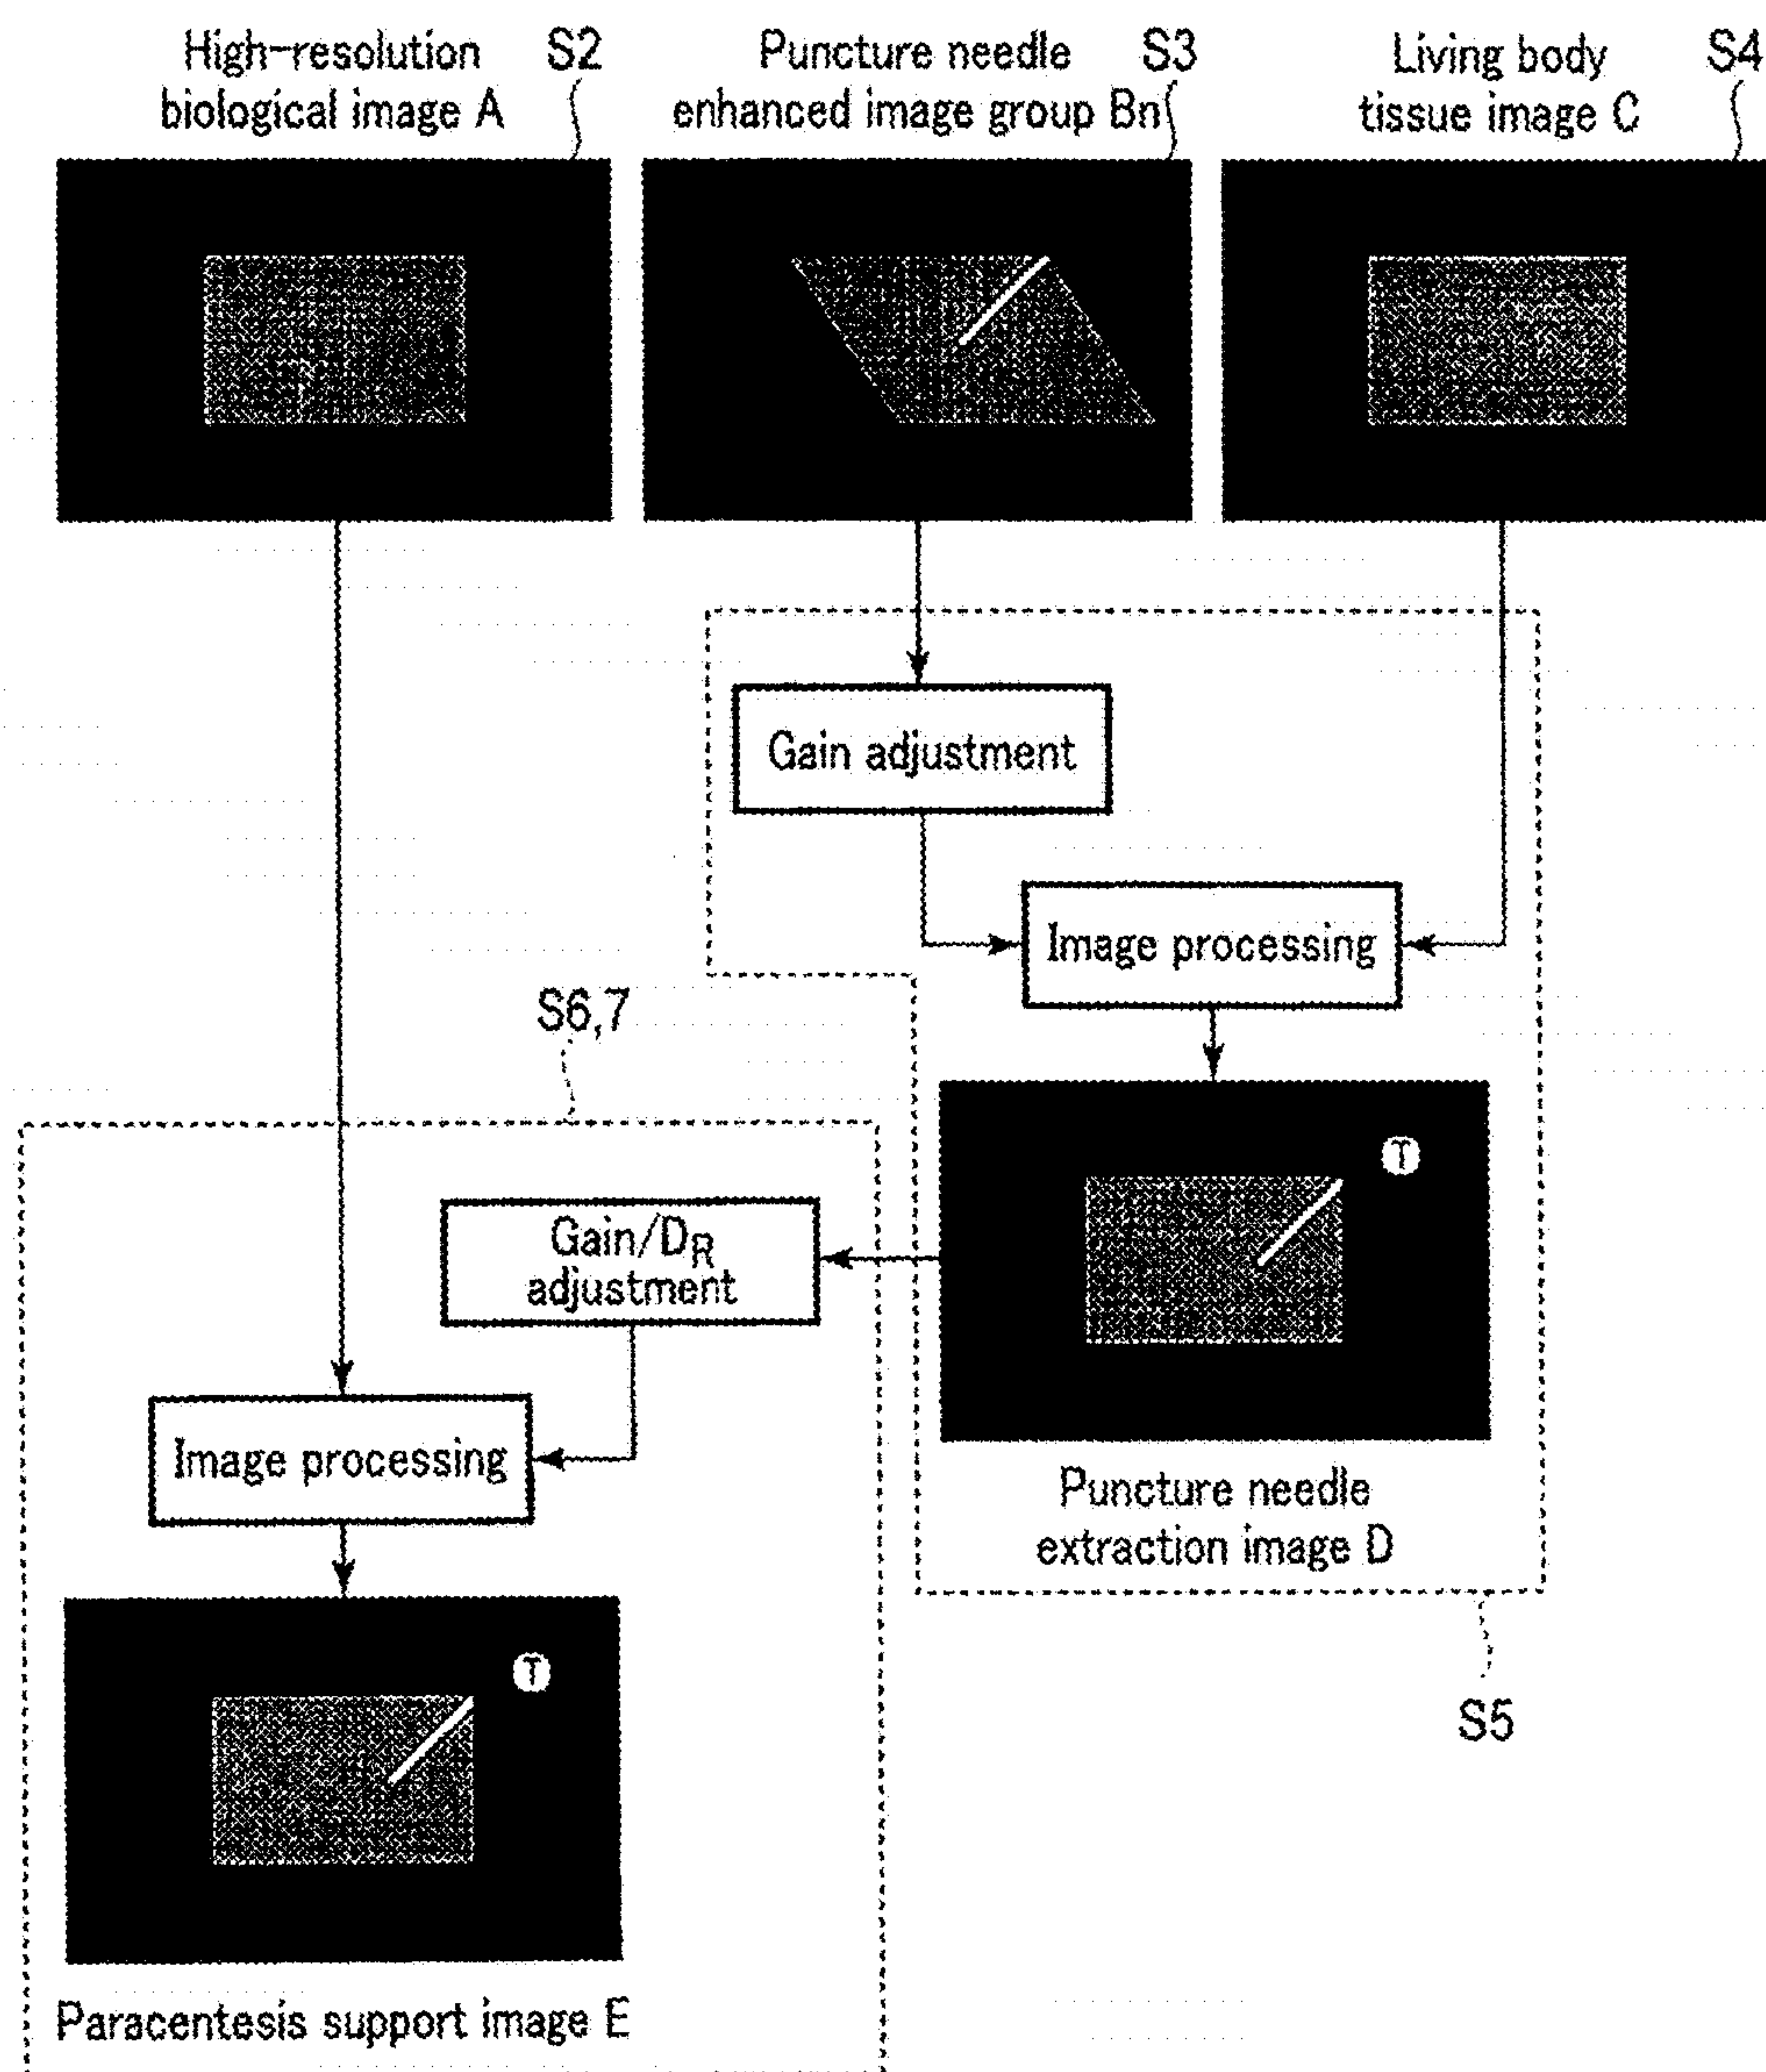 High-resolution
biological image A
S2
Puncture needle
enhanced image group Bn
S3
Living body
tissue image C
S4
Gain adjustment
Image processing
S6,7
T
Gain/DR
adjustment
Image processing
Puncture needle
extraction image D
T
S5
Paracentesis support image E